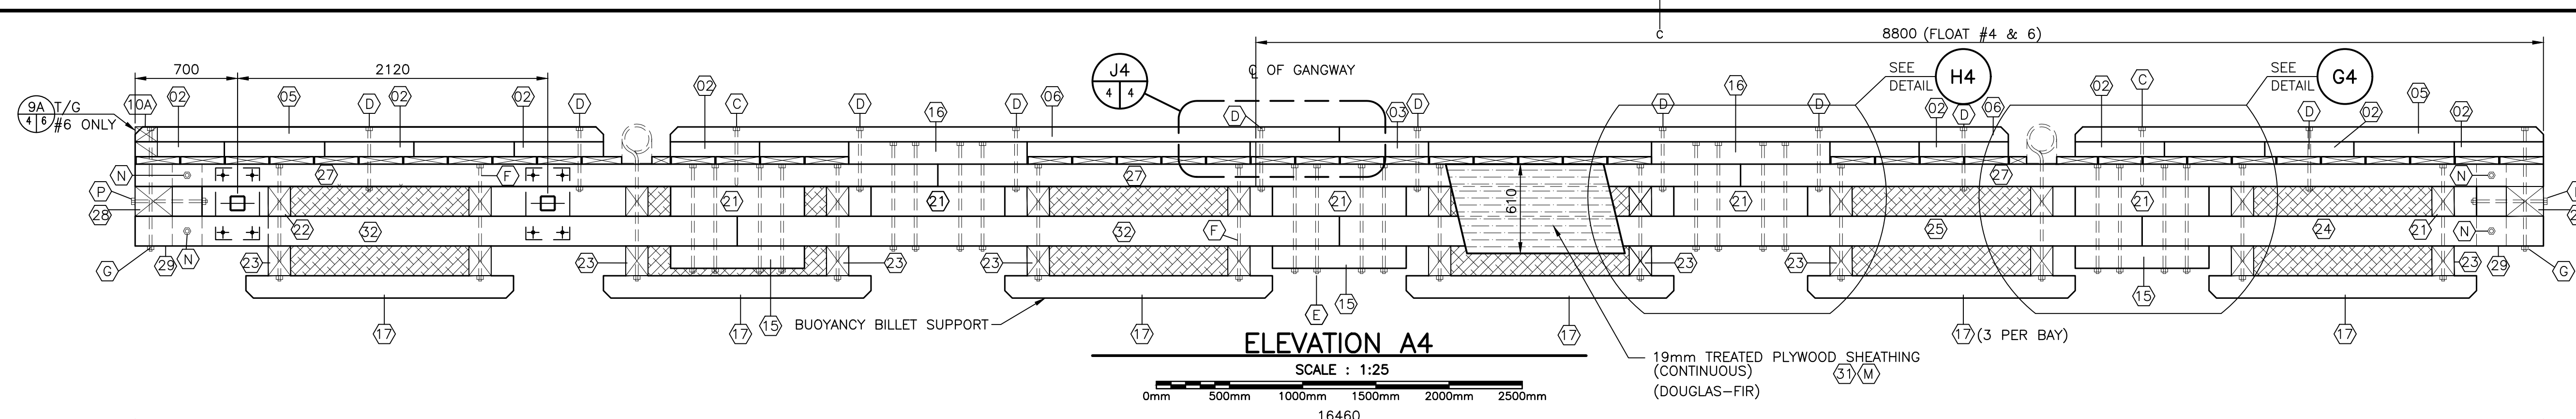 C
8800 (FLOAT #4 & 6)
700
2120
J4
4 4
℄ OF GANGWAY
SEE
DETAIL
H4
SEE
DETAIL
G4
9A
4 6
T/G
#6 ONLY
10A
02
05
D
02
02
D
02
C
D
16
D
06
D
D
03
D
16
D
02
D
06
02
C
D
02
05
02
N
27
F
27
27
N
P
28
21
21
21
21
21
610
22
32
32
F
25
24
21
N
N
G
29
23
23
23
23
23
23
23
29
G
15
15
15
E
17
17
17
17
17 (3 PER BAY)
17
BUOYANCY BILLET SUPPORT
ELEVATION A4
SCALE : 1:25
0mm 500mm 1000mm 1500mm 2000mm 2500mm
16460
19mm TREATED PLYWOOD SHEATHING
(CONTINUOUS) 31 M
(DOUGLAS-FIR)